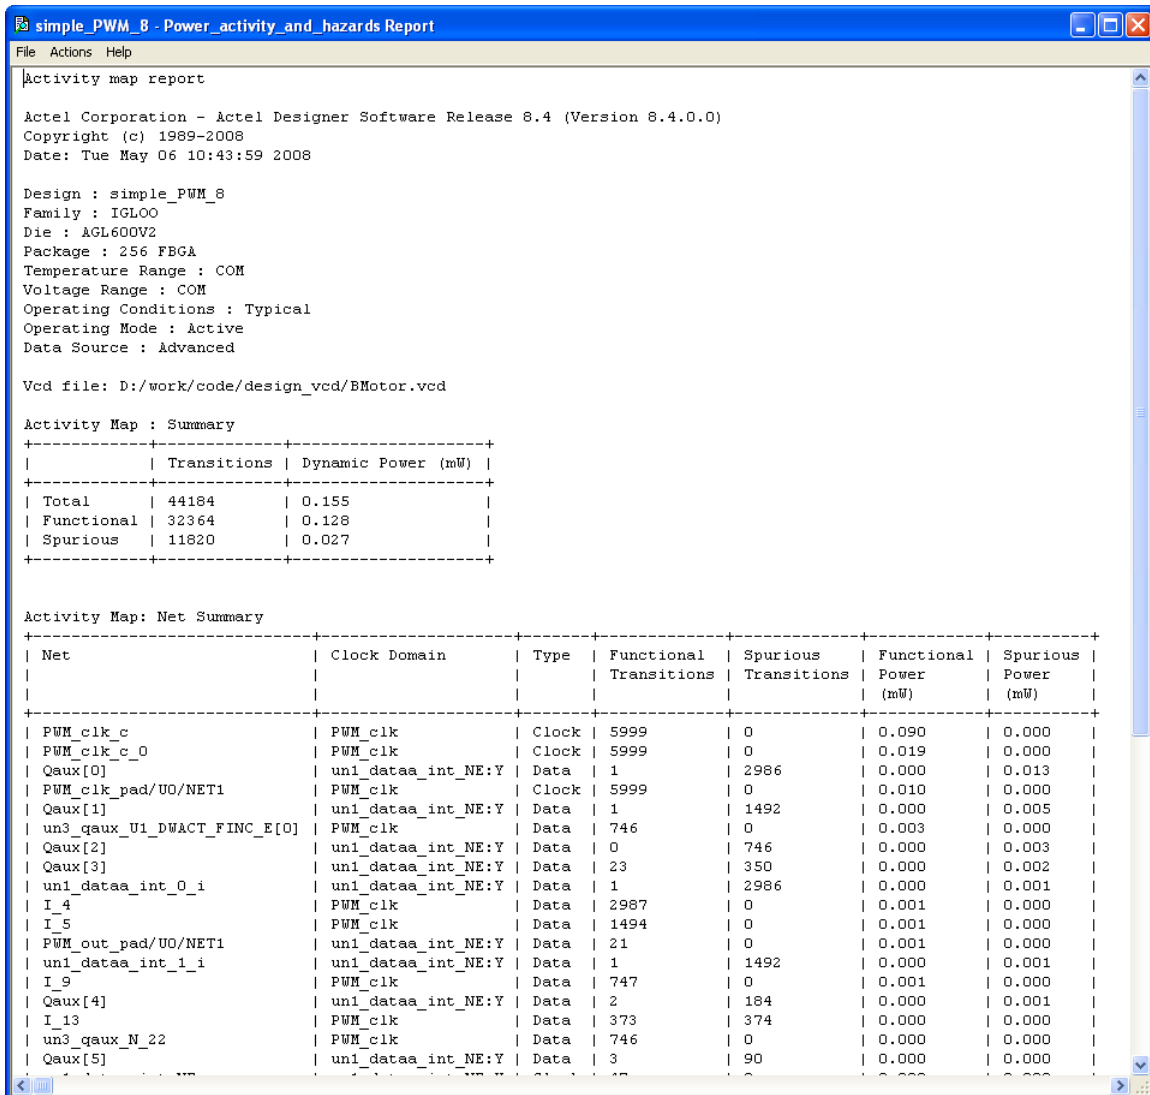 simple_PWM_8 - Power_activity_and_hazards Report
File Actions Help
Activity map report
Actel Corporation - Actel Designer Software Release 8.4 (Version 8.4.0.0)
Copyright (c) 1989-2008
Date: Tue May 06 10:43:59 2008
Design : simple_PWM_8
Family : IGLOO
Die : AGL600V2
Package : 256 FBGA
Temperature Range : COM
Voltage Range : COM
Operating Conditions : Typical
Operating Mode : Active
Data Source : Advanced
Vcd file: D:/work/code/design_vcd/BMotor.vcd
Activity Map : Summary
+------------+-------------+--------------------+
| | Transitions | Dynamic Power (mW) |
+------------+-------------+--------------------+
| Total | 44184 | 0.155 |
| Functional | 32364 | 0.128 |
| Spurious | 11820 | 0.027 |
+------------+-------------+--------------------+
Activity Map: Net Summary
+-----------------------------+--------------------+-------+-------------+-------------+------------+----------+
| Net | Clock Domain | Type | Functional | Spurious | Functional | Spurious |
| | | | Transitions | Transitions | Power | Power |
| | | | | | (mW) | (mW) |
+-----------------------------+--------------------+-------+-------------+-------------+------------+----------+
| PWM_clk_c | PWM_clk | Clock | 5999 | 0 | 0.090 | 0.000 |
| PWM_clk_c_0 | PWM_clk | Clock | 5999 | 0 | 0.019 | 0.000 |
| Qaux[0] | un1_dataa_int_NE:Y | Data | 1 | 2986 | 0.000 | 0.013 |
| PWM_clk_pad/U0/NET1 | PWM_clk | Clock | 5999 | 0 | 0.010 | 0.000 |
| Qaux[1] | un1_dataa_int_NE:Y | Data | 1 | 1492 | 0.000 | 0.005 |
| un3_qaux_U1_DWACT_FINC_E[0] | PWM_clk | Data | 746 | 0 | 0.003 | 0.000 |
| Qaux[2] | un1_dataa_int_NE:Y | Data | 0 | 746 | 0.000 | 0.003 |
| Qaux[3] | un1_dataa_int_NE:Y | Data | 23 | 350 | 0.000 | 0.002 |
| un1_dataa_int_0_i | un1_dataa_int_NE:Y | Data | 1 | 2986 | 0.000 | 0.001 |
| I_4 | PWM_clk | Data | 2987 | 0 | 0.001 | 0.000 |
| I_5 | PWM_clk | Data | 1494 | 0 | 0.001 | 0.000 |
| PWM_out_pad/U0/NET1 | un1_dataa_int_NE:Y | Data | 21 | 0 | 0.001 | 0.000 |
| un1_dataa_int_1_i | un1_dataa_int_NE:Y | Data | 1 | 1492 | 0.000 | 0.001 |
| I_9 | PWM_clk | Data | 747 | 0 | 0.001 | 0.000 |
| Qaux[4] | un1_dataa_int_NE:Y | Data | 2 | 184 | 0.000 | 0.001 |
| I_13 | PWM_clk | Data | 373 | 374 | 0.000 | 0.000 |
| un3_qaux_N_22 | PWM_clk | Data | 746 | 0 | 0.000 | 0.000 |
| Qaux[5] | un1_dataa_int_NE:Y | Data | 3 | 90 | 0.000 | 0.000 |